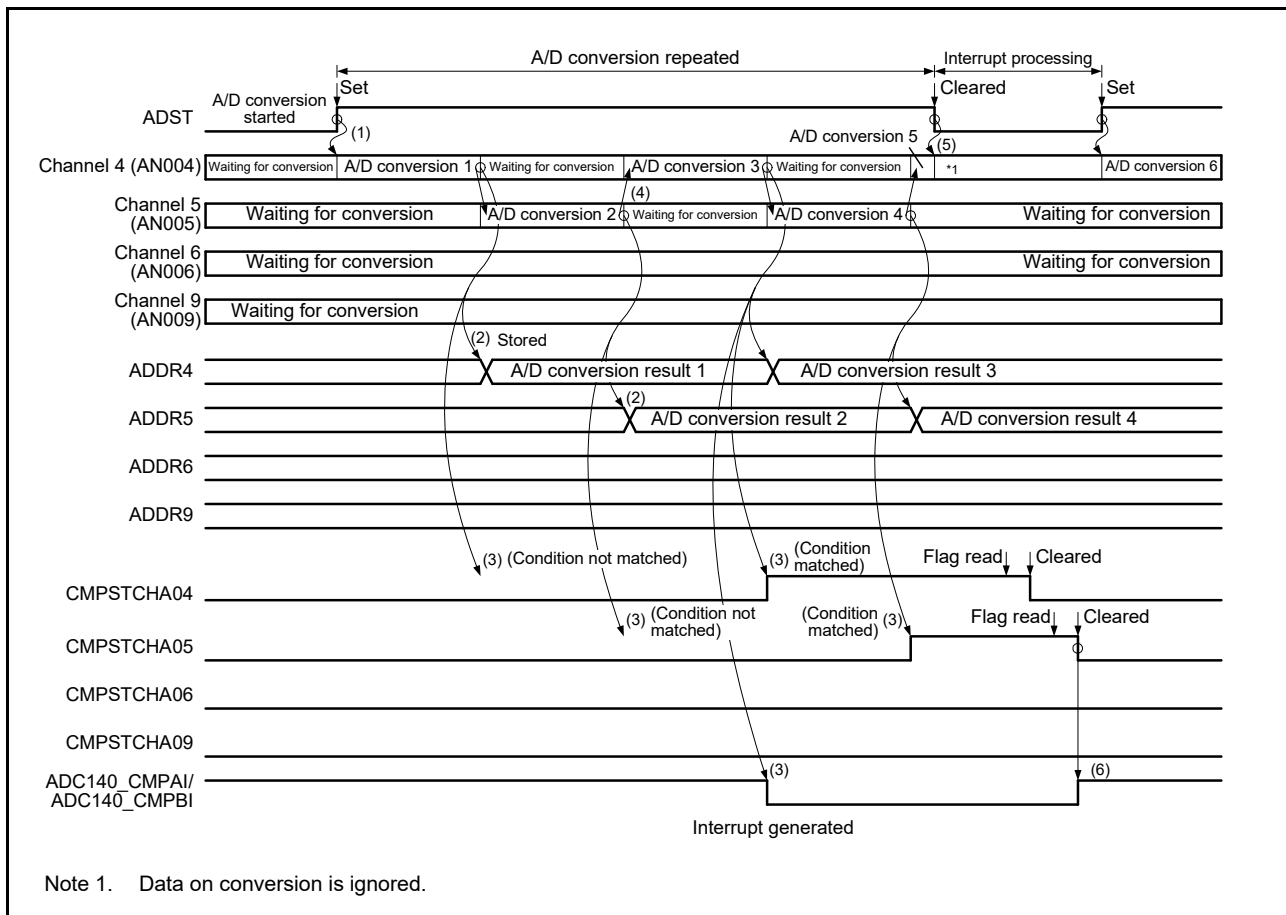 A/D conversion repeated
Interrupt processing
Set
Cleared
Set
A/D conversion
started
ADST
(1)
A/D conversion 5
(5)
Channel 4 (AN004)
Waiting for conversion
A/D conversion 1
Waiting for conversion
A/D conversion 3
Waiting for conversion
*1
A/D conversion 6
(4)
Channel 5
(AN005)
Waiting for conversion
A/D conversion 2
Waiting for conversion
A/D conversion 4
Waiting for conversion
Channel 6
(AN006)
Waiting for conversion
Waiting for conversion
Channel 9
(AN009)
Waiting for conversion
(2) Stored
ADDR4
A/D conversion result 1
A/D conversion result 3
(2)
ADDR5
A/D conversion result 2
A/D conversion result 4
ADDR6
ADDR9
(3) (Condition not matched)
(3) (Condition
matched)
Flag read
Cleared
CMPSTCHA04
(3) (Condition not
matched)
(Condition
matched) (3)
Flag read
Cleared
CMPSTCHA05
CMPSTCHA06
CMPSTCHA09
ADC140_CMPAI/
ADC140_CMPBI
(3)
(6)
Interrupt generated
Note 1. Data on conversion is ignored.